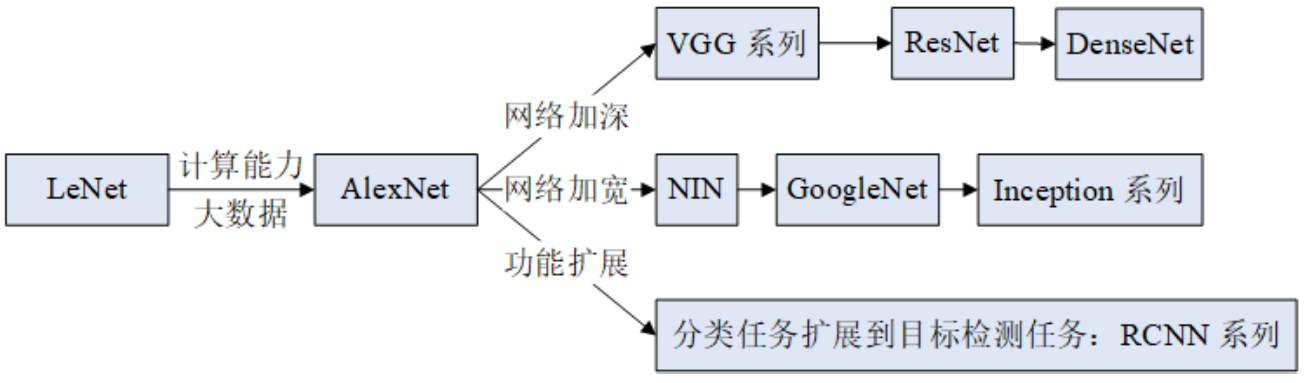 VGG 系列
ResNet
DenseNet
网络加深
LeNet
计算能力
大数据
AlexNet
网络加宽
NIN
GoogleNet
Inception 系列
功能扩展
分类任务扩展到目标检测任务：RCNN 系列